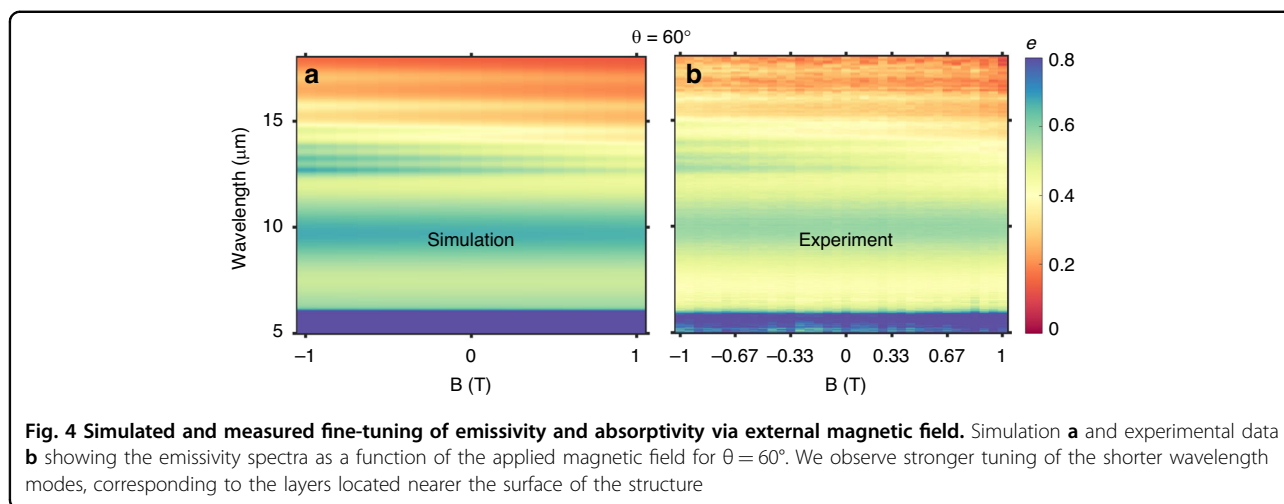 θ = 60°
a
b
e
Wavelength (μm)
15
10
5
Simulation
Experiment
0.8
0.6
0.4
0.2
0
−1
0
1
B (T)
−1
−0.67
−0.33
0
0.33
0.67
1
B (T)
Fig. 4 Simulated and measured fine-tuning of emissivity and absorptivity via external magnetic field. Simulation a and experimental data
b showing the emissivity spectra as a function of the applied magnetic field for θ = 60°. We observe stronger tuning of the shorter wavelength
modes, corresponding to the layers located nearer the surface of the structure